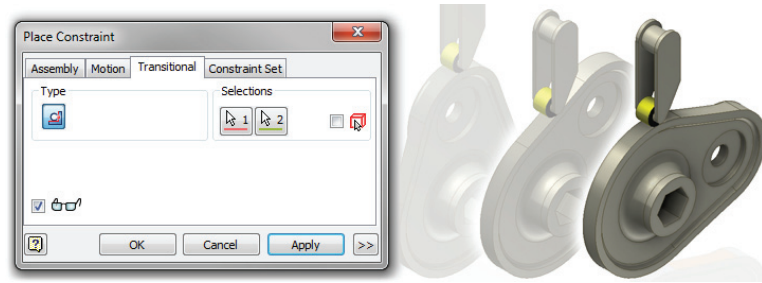 Place Constraint
Assembly Motion Transitional Constraint Set
Type Selections
1 2
OK Cancel Apply >>